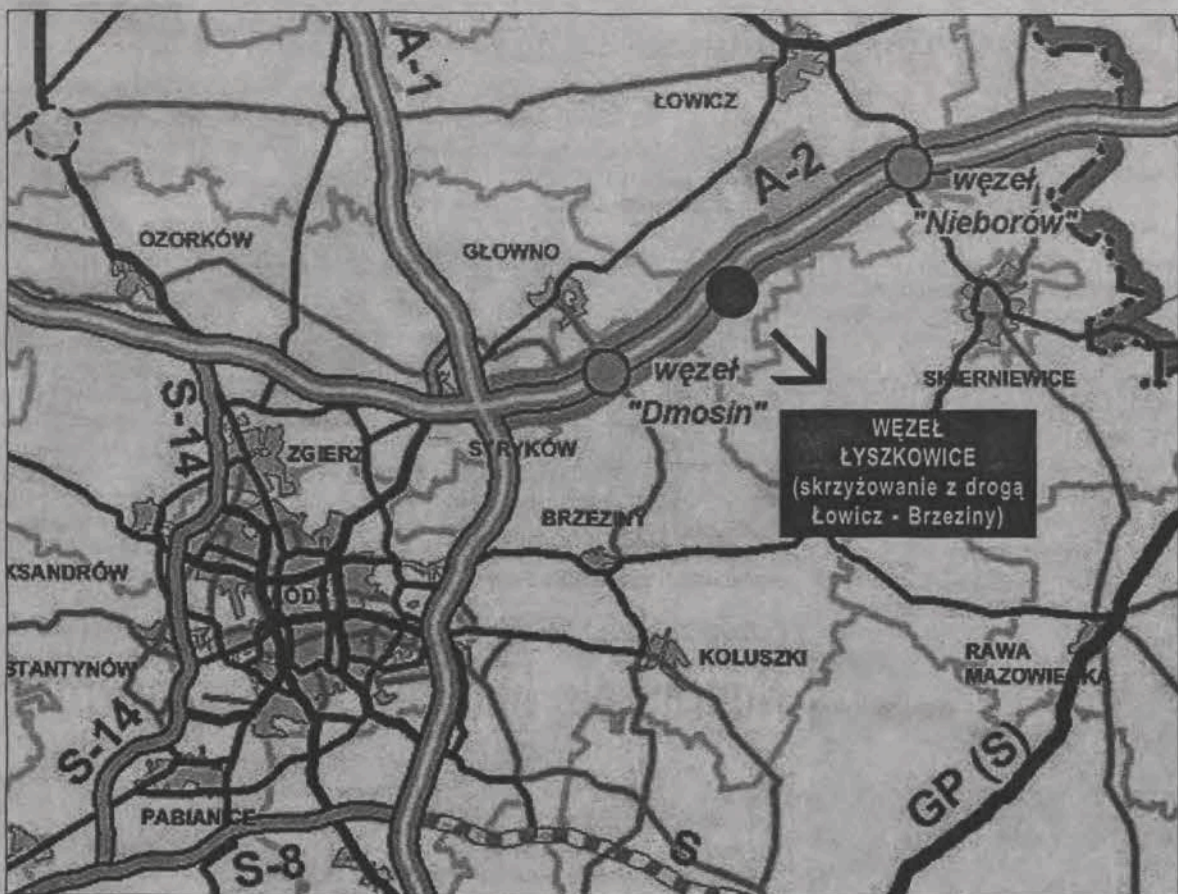 A-1
ŁOWICZ
A-2
węzeł
"Nieborów"
OZORKÓW
GŁOWNO
węzeł
"Dmosin"
SKIERNIEWICE
S-14
ZGIERZ
STRYKÓW
WĘZEŁ
ŁYSZKOWICE
(skrzyżowanie z drogą
Łowicz - Brzeziny)
BRZEZINY
KSANDRÓW
ÓD
STANTYNÓW
KOLUSZKI
RAWA
MAZOWIECKA
S-14
GP (S)
PABIANICE
S-8
S